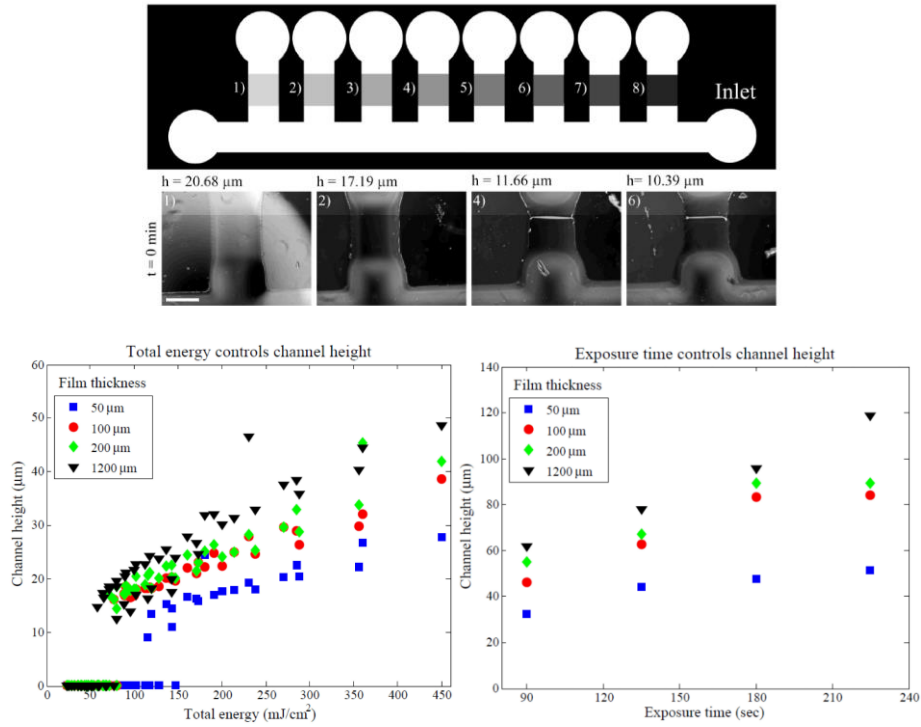 1) 2) 3) 4) 5) 6) 7) 8) Inlet
h = 20.68 µm h = 17.19 µm h = 11.66 µm h= 10.39 µm
1) 2) 4) 6)
t = 0 min
Total energy controls channel height
Film thickness
50 µm
100 µm
200 µm
1200 µm
Channel height (µm)
60
50
40
30
20
10
0
0 50 100 150 200 250 300 350 400 450
Total energy (mJ/cm²)
Exposure time controls channel height
Film thickness
50 µm
100 µm
200 µm
1200 µm
Channel height (µm)
140
120
100
80
60
40
20
0
90 120 150 180 210 240
Exposure time (sec)